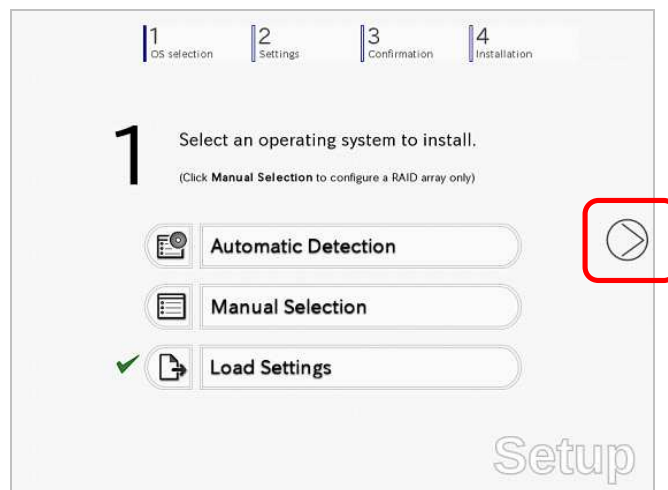 1 2 3 4
OS selection Settings Confirmation Installation
1 Select an operating system to install.
(Click Manual Selection to configure a RAID array only)
Automatic Detection
Manual Selection
Load Settings
Setup